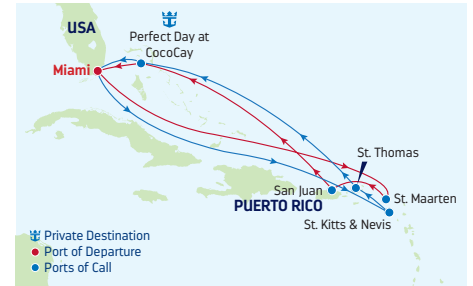 USA
Perfect Day at
CocoCay
Miami
St. Thomas
San Juan
St. Maarten
PUERTO RICO
St. Kitts & Nevis
Private Destination
Port of Departure
Ports of Call